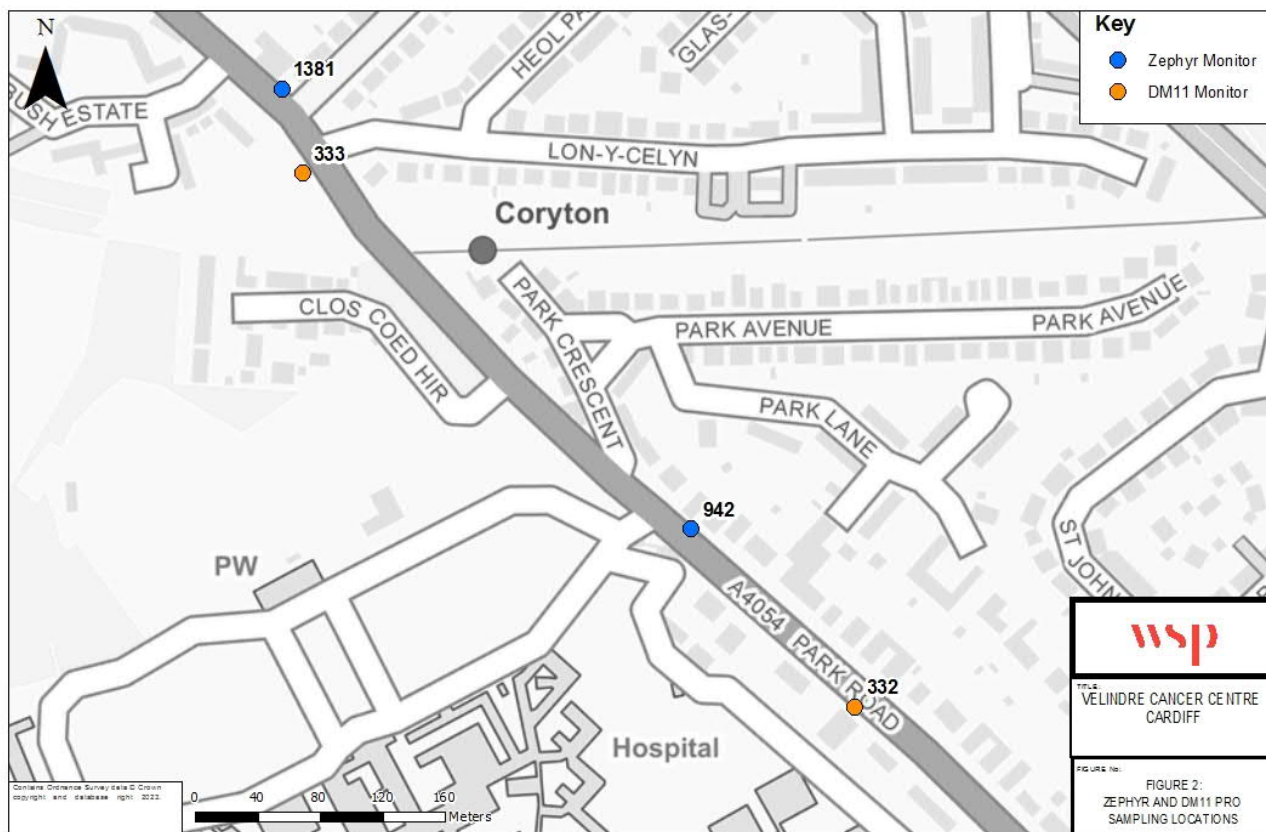 N
Key
Zephyr Monitor
DM11 Monitor
1381
HEOL PA
GLAS-
BUSH ESTATE
333
LON-Y-CELYN
Coryton
CLOS COED HIR
PARK CRESCENT
PARK AVENUE
PARK AVENUE
PARK LANE
942
PW
ST JOHN
A4054 PARK ROAD
332
Hospital
wsp
TITLE:
VELINDRE CANCER CENTRE
CARDIFF
FIGURE No:
FIGURE 2:
ZEPHYR AND DM11 PRO
SAMPLING LOCATIONS
Contains Ordnance Survey data © Crown
copyright and database right 2022.
0 40 80 120 160
Meters